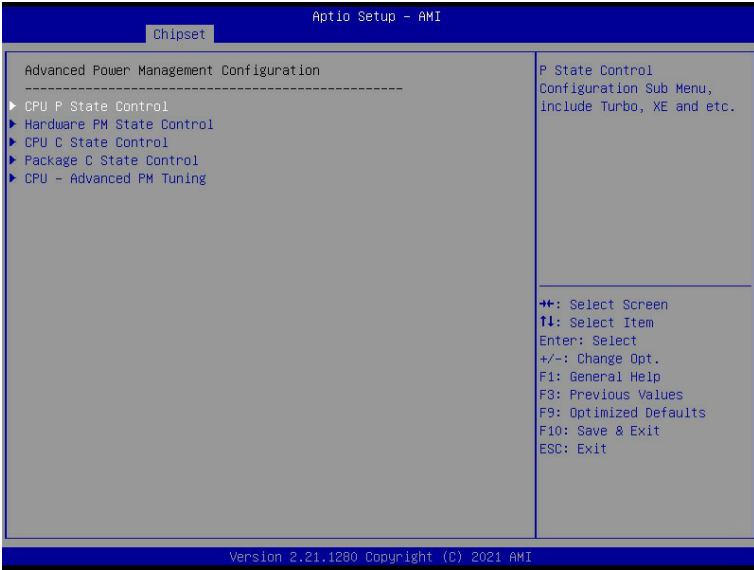 Aptio Setup – AMI
Chipset
Advanced Power Management Configuration
--------------------------------------------------
▶ CPU P State Control
▶ Hardware PM State Control
▶ CPU C State Control
▶ Package C State Control
▶ CPU – Advanced PM Tuning
P State Control
Configuration Sub Menu,
include Turbo, XE and etc.
→←: Select Screen
↑↓: Select Item
Enter: Select
+/-: Change Opt.
F1: General Help
F3: Previous Values
F9: Optimized Defaults
F10: Save & Exit
ESC: Exit
Version 2.21.1280 Copyright (C) 2021 AMI